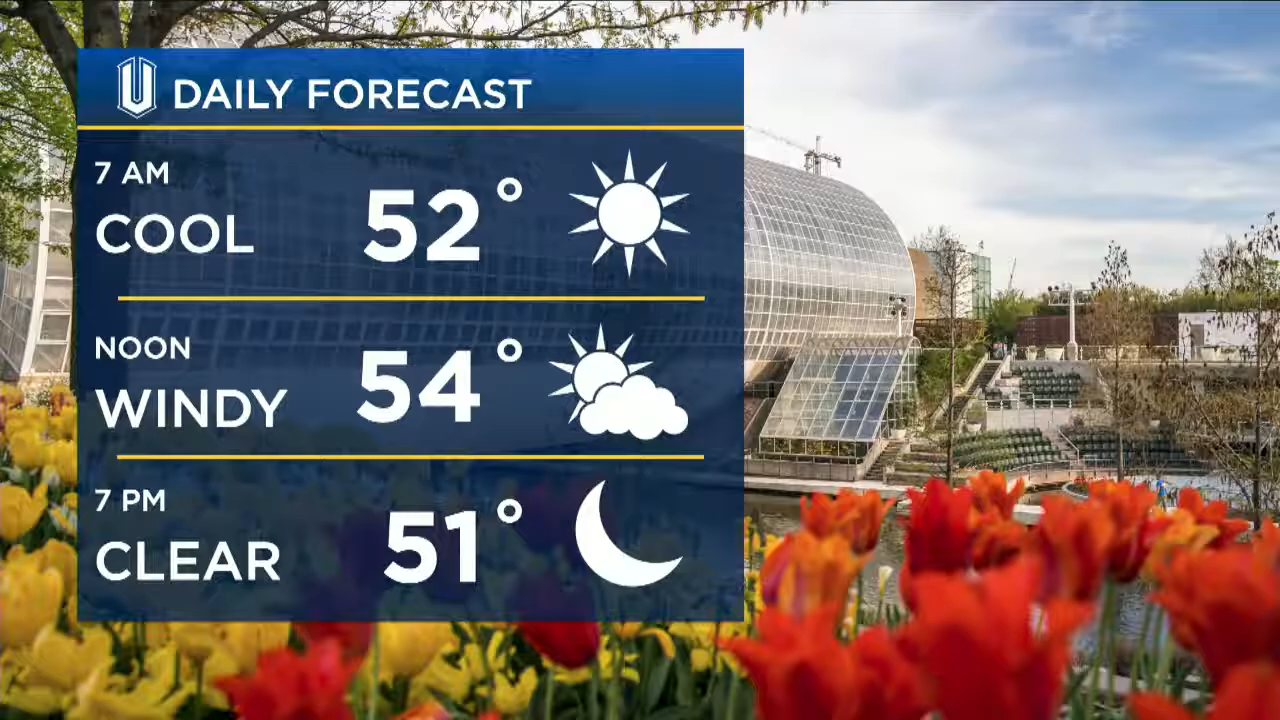 U DAILY FORECAST
7 AM
COOL
52°
NOON
WINDY
54°
7 PM
CLEAR
51°